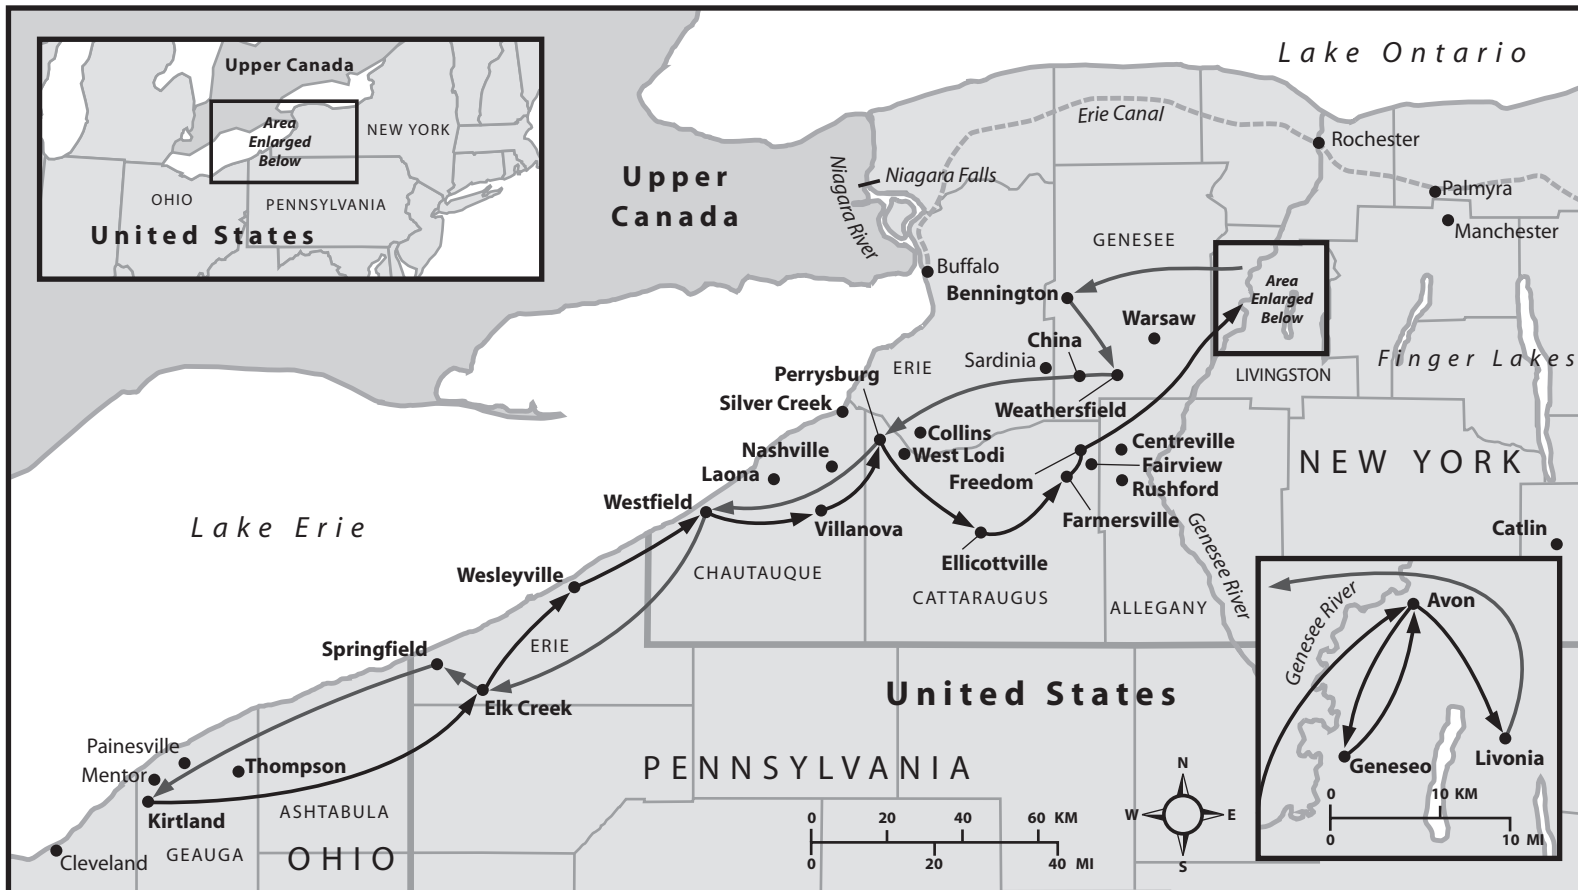 Upper Canada
Area
Enlarged
Below
NEW YORK
OHIO
PENNSYLVANIA
United States
Lake Ontario
Erie Canal
Rochester
Upper
Canada
Niagara Falls
Niagara River
Palmyra
Manchester
GENESEE
Buffalo
Bennington
Area
Enlarged
Below
Warsaw
China
Sardinia
Finger Lakes
ERIE
Perrysburg
LIVINGSTON
Silver Creek
Weathersfield
Collins
West Lodi
Centreville
Fairview
Rushford
Nashville
Laona
Freedom
NEW YORK
Westfield
Villanova
Farmersville
Genesee River
Catlin
Lake Erie
Ellicottville
Wesleyville
CHAUTAUQUE
CATTARAUGUS
ALLEGANY
Springfield
ERIE
Elk Creek
United States
Painesville
Mentor
Thompson
PENNSYLVANIA
Kirtland
ASHTABULA
Cleveland
GEAUGA
OHIO
0 20 40 60 KM
0 20 40 MI
N
W E
S
Genesee River
Avon
Geneseo
Livonia
0 10 KM
0 10 MI